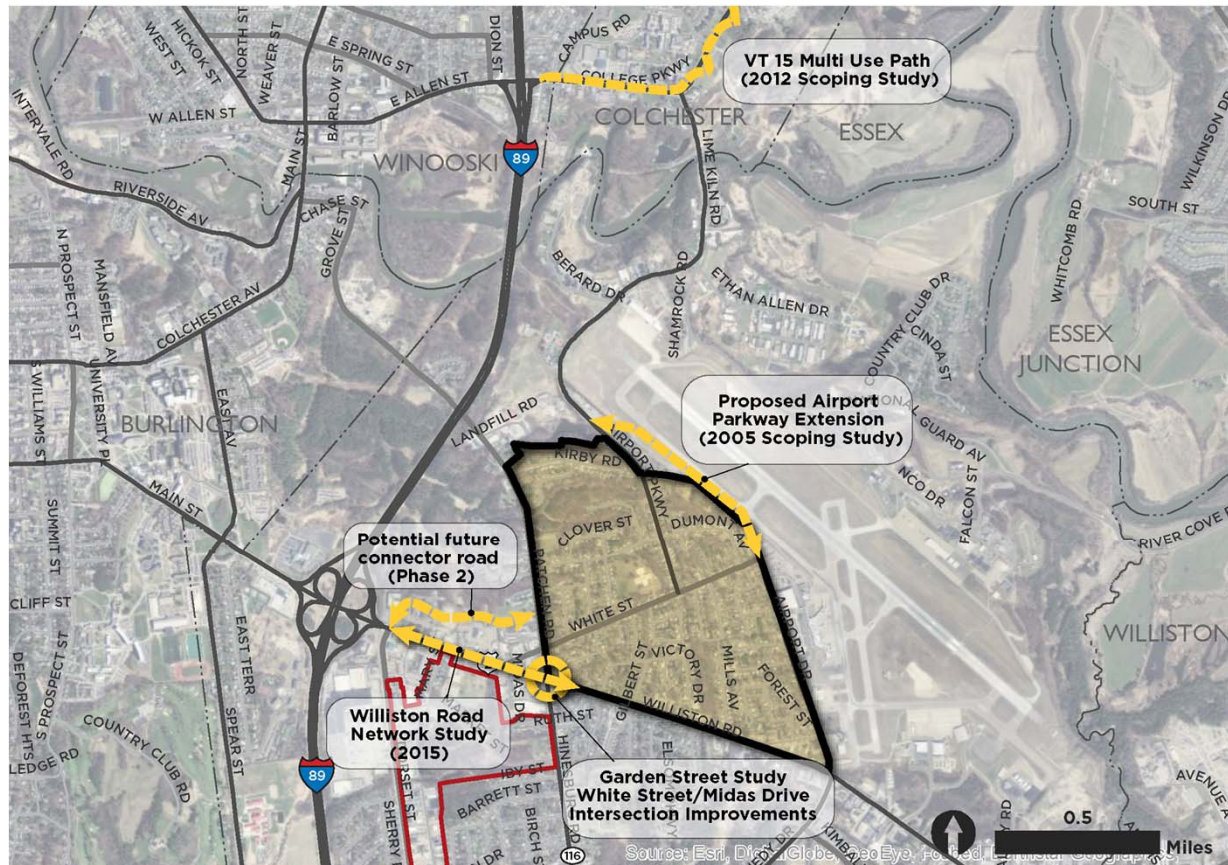 NORTH ST
HICKOK ST
WEST ST
WEAVER ST
E SPRING ST
BARLOW ST
DION ST
CAMPUS RD
COLLEGE PKWY
VT 15 Multi Use Path
(2012 Scoping Study)
E ALLEN ST
W ALLEN ST
INTERVALE RD
MAIN ST
WINOOSKI
89
COLCHESTER
ESSEX
WILKINSON RD
LIME KILN RD
RIVERSIDE AV
CHASE ST
GROVE ST
SOUTH ST
WHITCOMB RD
N PROSPECT ST
MANSFIELD AV
COLCHESTER AV
BERARD DR
SHAMROCK RD
ETHAN ALLEN DR
COUNTRY CLUB DR
CINDA ST
ESSEX
JUNCTION
S WILLIAMS ST
UNIVERSITY PL
EAST AV
BURLINGTON
LANDFILL RD
Proposed Airport
Parkway Extension
(2005 Scoping Study)
AIRPORT PKWY
KIRBY RD
NCO DR
FALCON ST
MAIN ST
SUMMIT ST
CLOVER ST
DUMONT AV
Potential future
connector road
(Phase 2)
PATCHEN RD
RIVER COVE
CLIFF ST
WHITE ST
AIRPORT DR
WILLISTON
EAST TERR
S PROSPECT ST
DEFOREST HTS
SPEAR ST
COUNTRY CLUB RD
LEDGE RD
GILBERT ST
VICTORY DR
MILLS AV
FOREST ST
WILLISTON RD
Williston Road
Network Study
(2015)
89
BARRETT ST
BIRCH ST
Garden Street Study
White Street/Midas Drive
Intersection Improvements
116
0.5
Miles